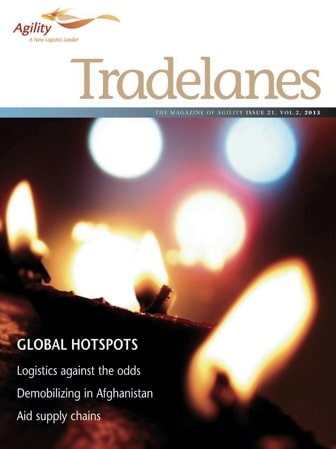 Agility
A New Logistics Leader
Tradelanes
THE MAGAZINE OF AGILITY ISSUE 21. VOL.2, 2013
GLOBAL HOTSPOTS
Logistics against the odds
Demobilizing in Afghanistan
Aid supply chains